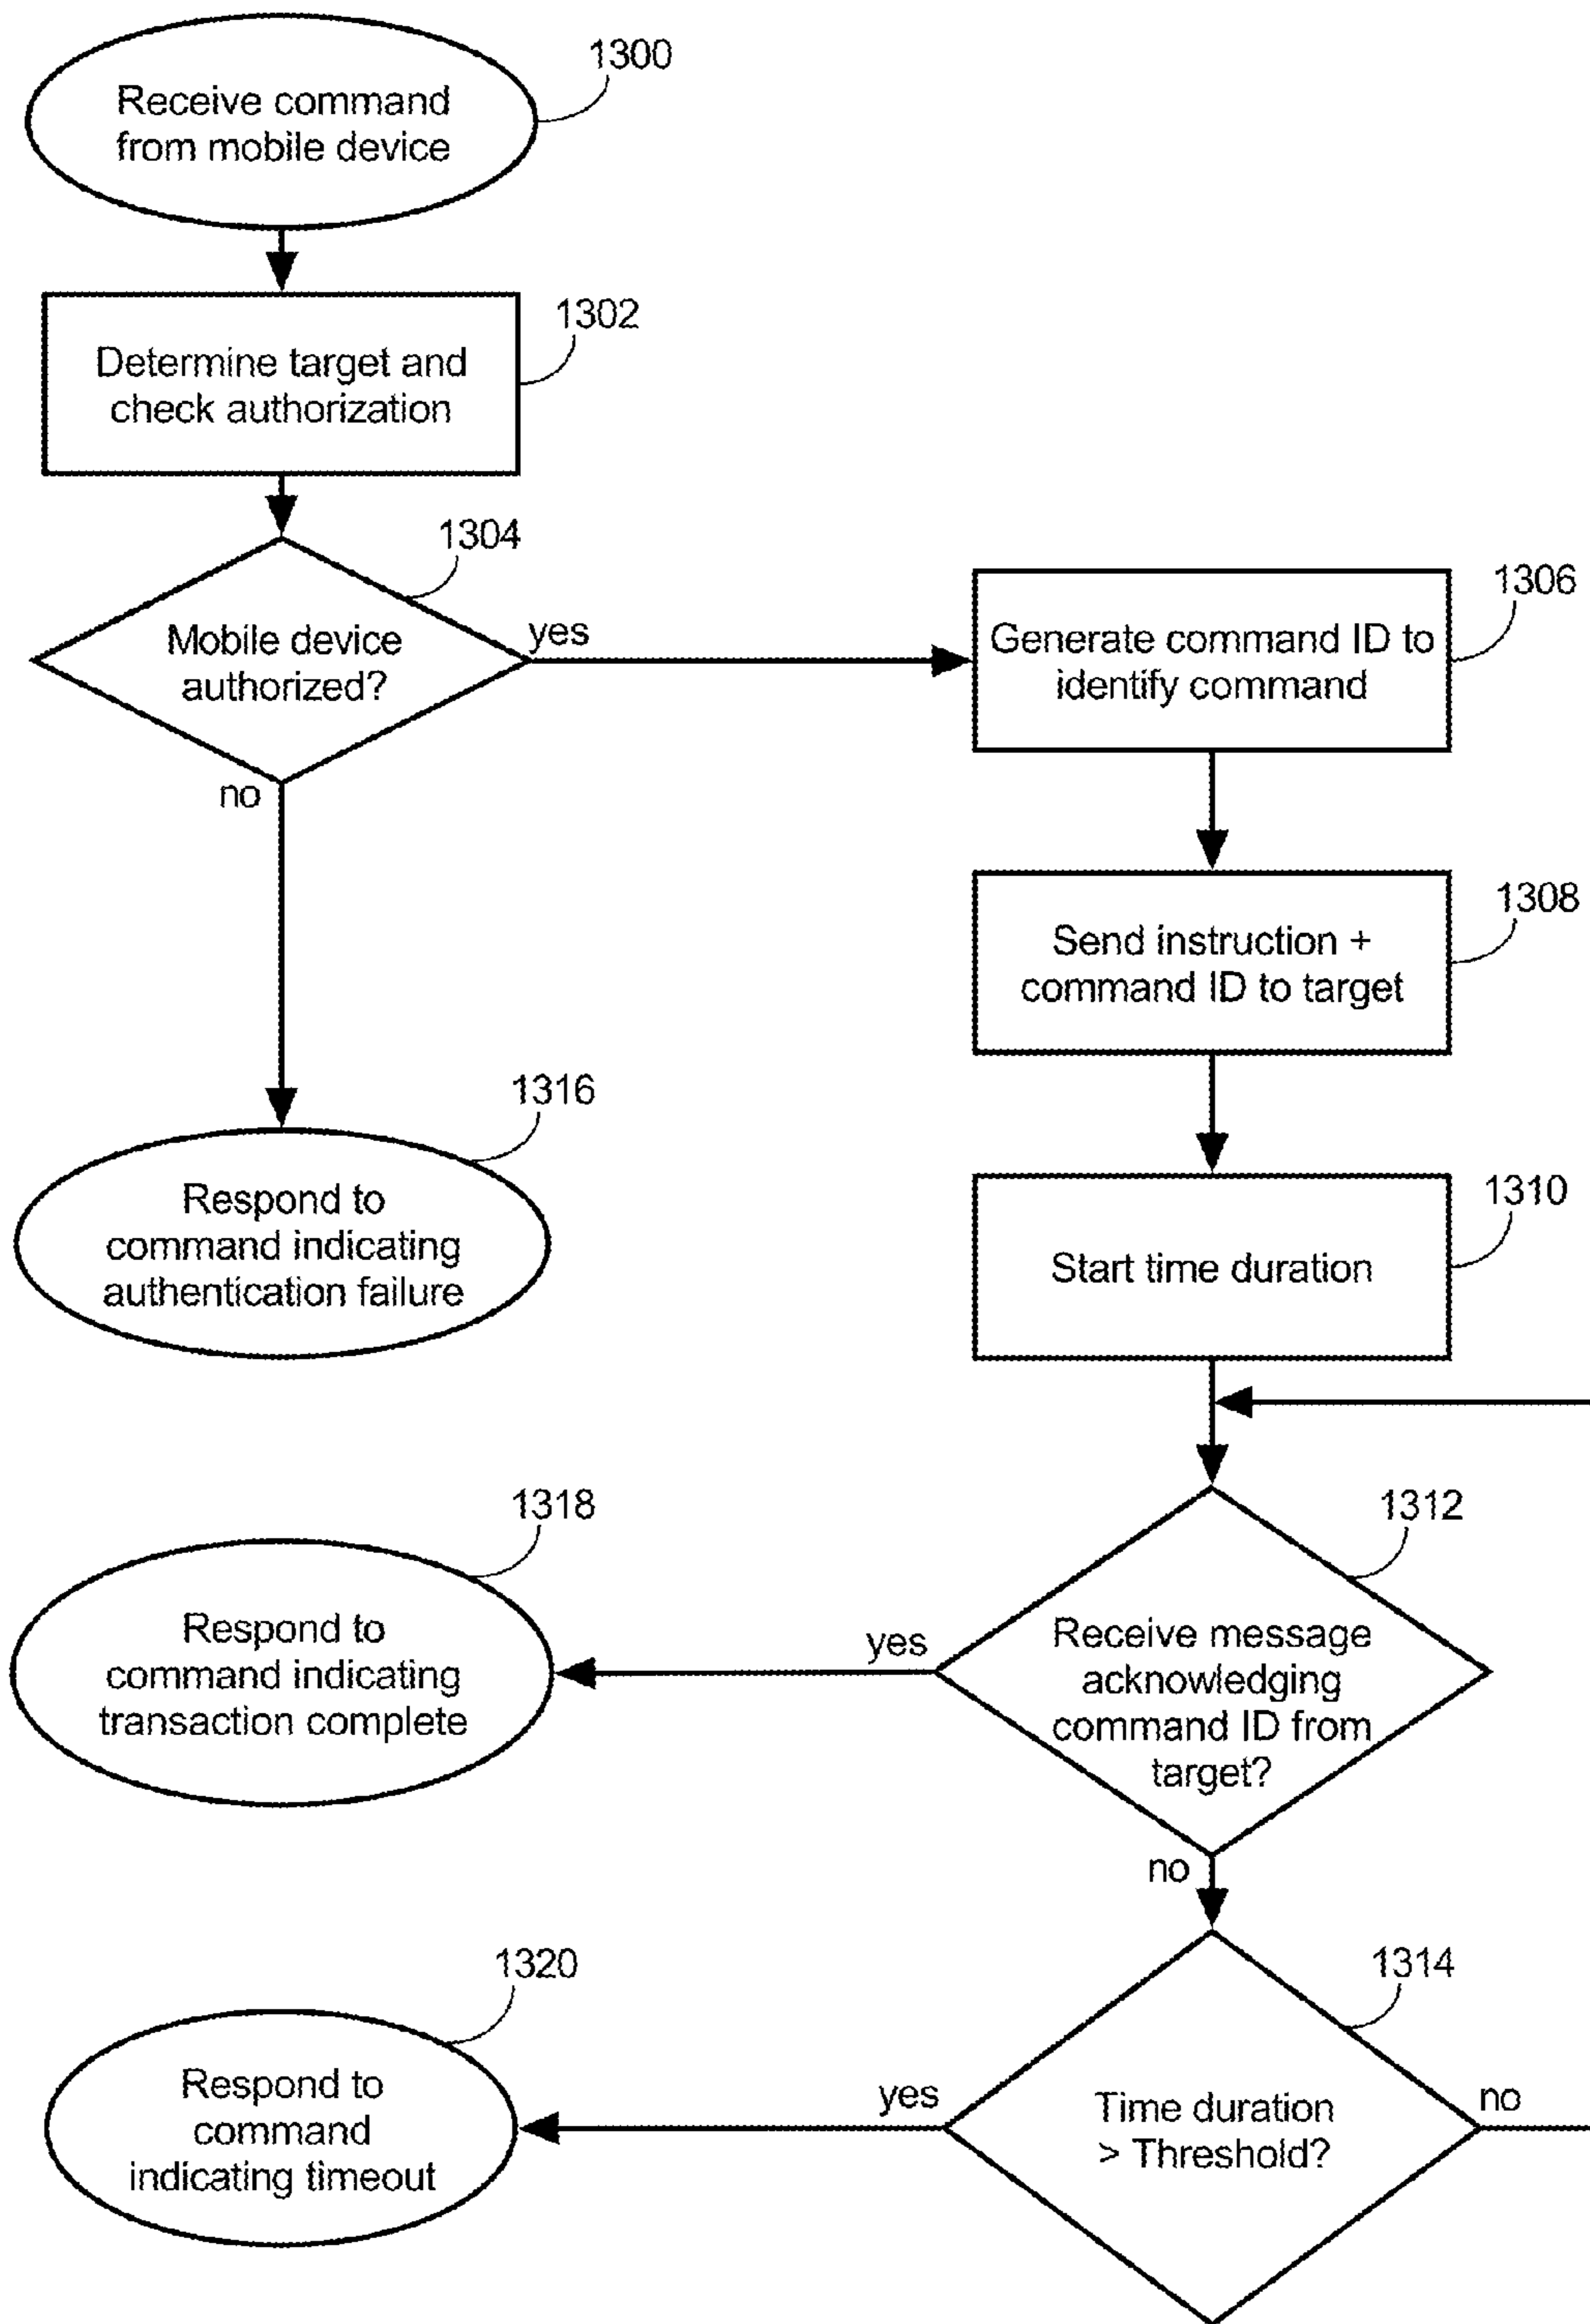 1300
Receive command
from mobile device
1302
Determine target and
check authorization
1304
Mobile device
authorized?
yes
no
1306
Generate command ID to
identify command
1308
Send instruction +
command ID to target
1316
Respond to
command indicating
authentication failure
1310
Start time duration
1318
Respond to
command indicating
transaction complete
1312
yes
Receive message
acknowledging
command ID from
target?
no
1320
Respond to
command
indicating timeout
1314
yes
Time duration
> Threshold?
no